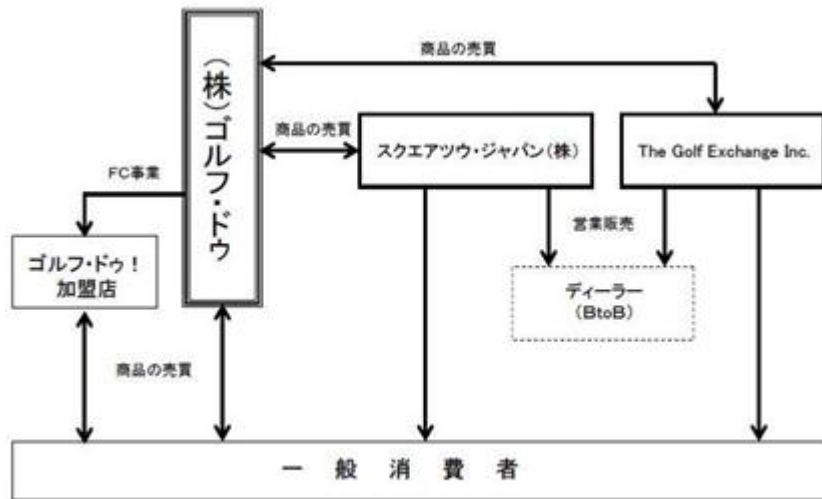 商品の売買
(株)ゴルフ・ドゥ
商品の売買
スクエアツウ・ジャパン(株)
The Golf Exchange Inc.
FC事業
営業販売
ゴルフ・ドゥ!
加盟店
ディーラー
(BtoB)
商品の売買
一般消費者